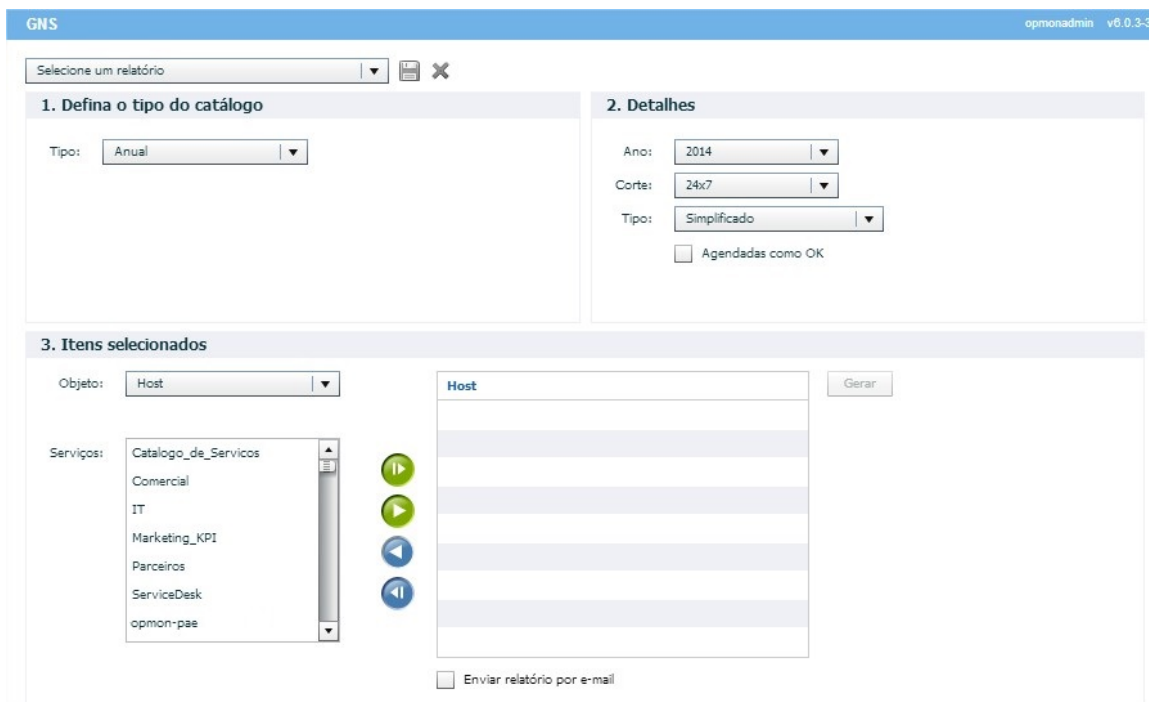 GNS
opmonadmin v6.0.3-3
Selecione um relatório
1. Defina o tipo do catálogo
Tipo: Anual
2. Detalhes
Ano: 2014
Corte: 24x7
Tipo: Simplificado
Agendadas como OK
3. Itens selecionados
Objeto: Host
Serviços:
Catalogo_de_Servicos
Comercial
IT
Marketing_KPI
Parceiros
ServiceDesk
opmon-pae
Host
Gerar
Enviar relatório por e-mail